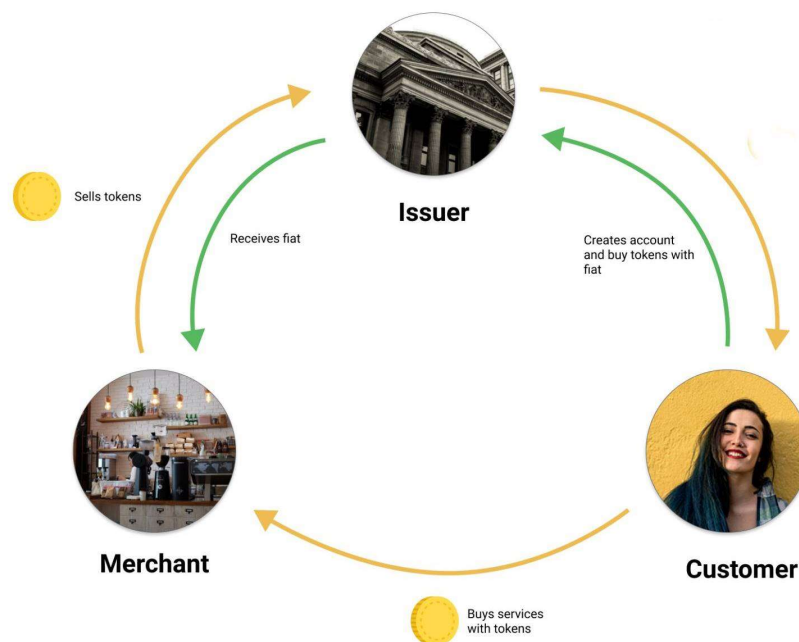 Sells tokens
Issuer
Receives fiat
Creates account
and buy tokens with
fiat
Merchant
Customer
Buys services
with tokens